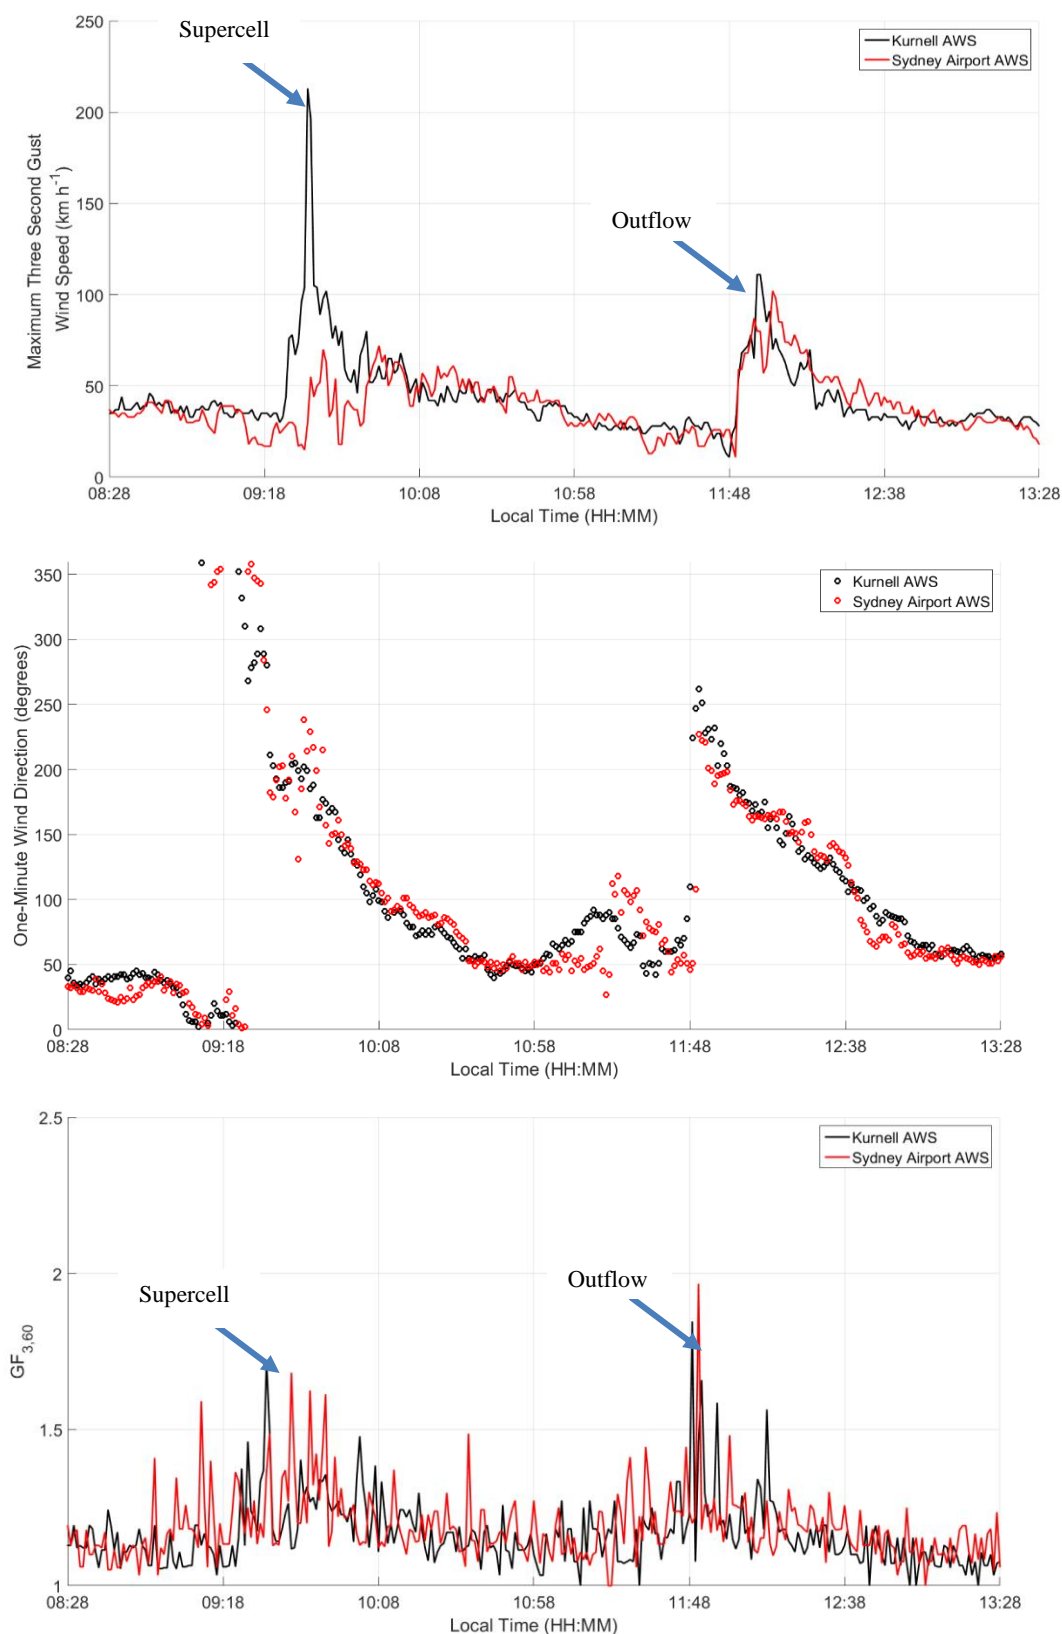 250
Supercell
Kurnell AWS
Sydney Airport AWS
200
150
Outflow
100
50
0
Maximum Three Second Gust
Wind Speed (km h-1)
08:28 09:18 10:08 10:58 11:48 12:38 13:28
Local Time (HH:MM)
350
Kurnell AWS
Sydney Airport AWS
300
250
200
150
100
50
0
One-Minute Wind Direction (degrees)
08:28 09:18 10:08 10:58 11:48 12:38 13:28
Local Time (HH:MM)
2.5
Kurnell AWS
Sydney Airport AWS
2
Supercell
Outflow
1.5
1
GF3,60
08:28 09:18 10:08 10:58 11:48 12:38 13:28
Local Time (HH:MM)